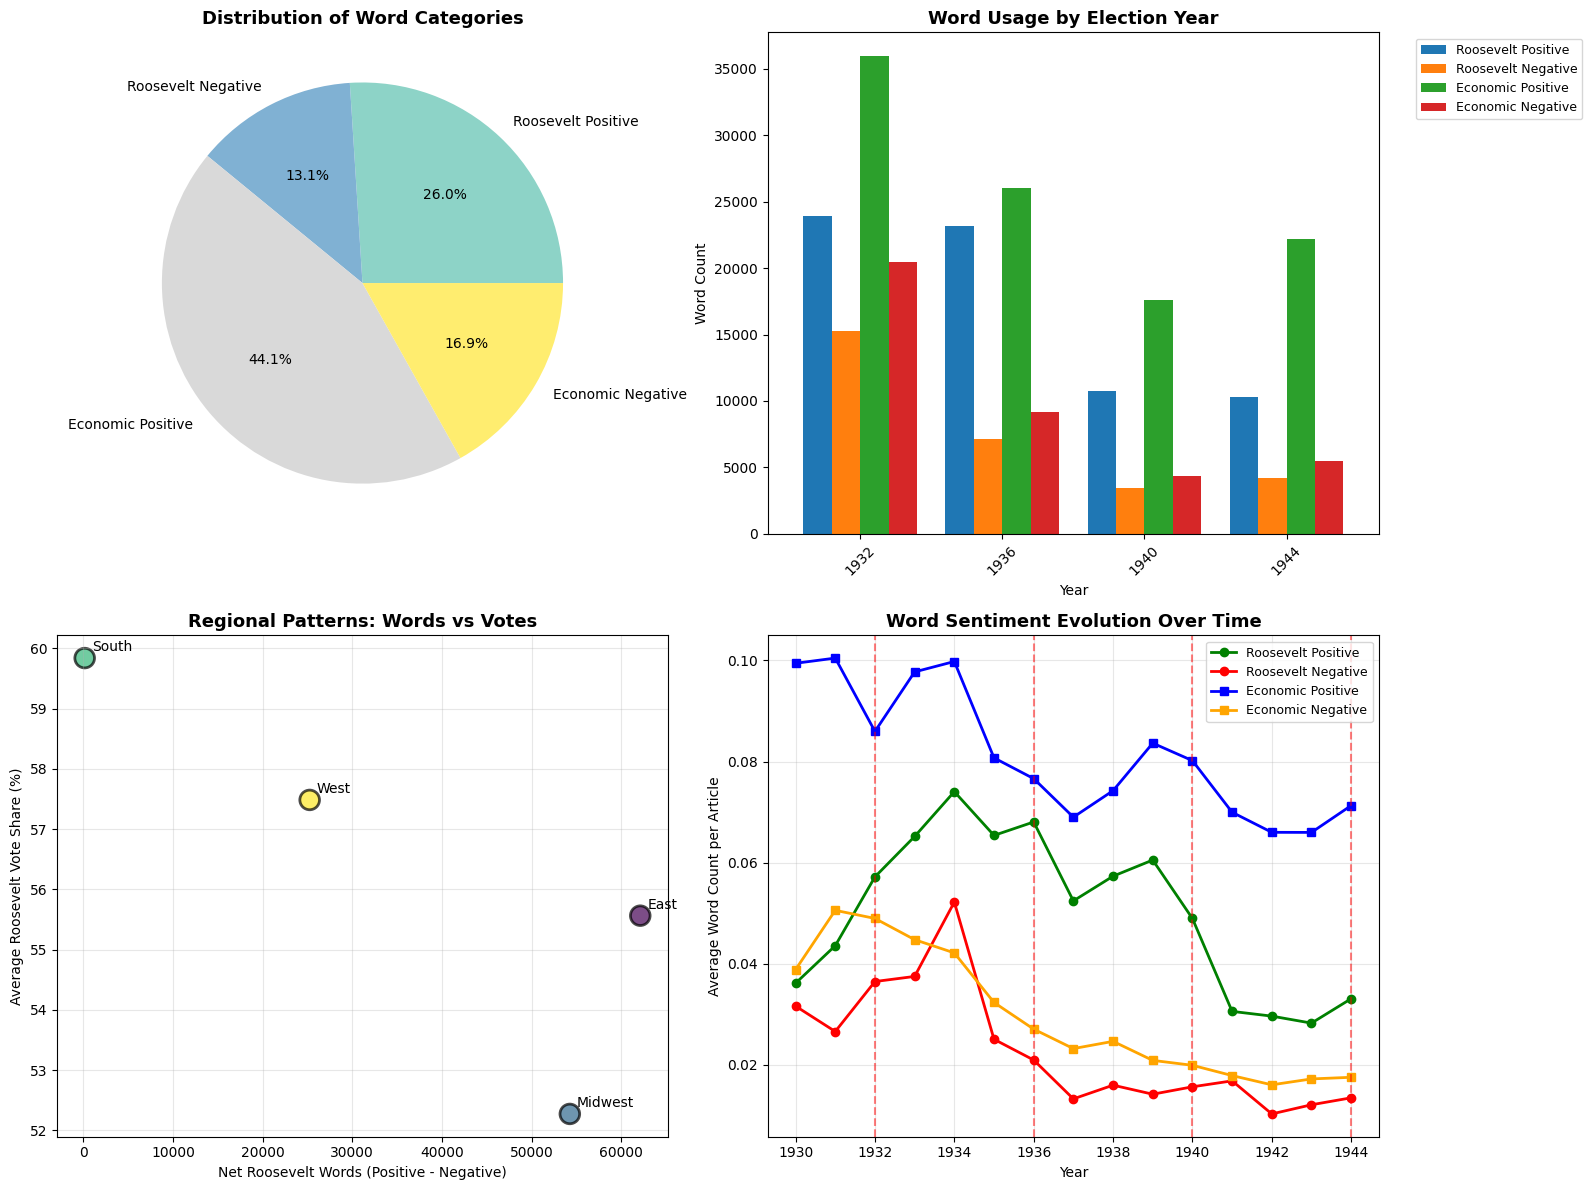 Distribution of Word Categories
Roosevelt Negative
Roosevelt Positive
13.1%
26.0%
44.1%
16.9%
Economic Positive
Economic Negative
Word Usage by Election Year
Word Count
35000
30000
25000
20000
15000
10000
5000
0
1932
1936
1940
1944
Year
Roosevelt Positive
Roosevelt Negative
Economic Positive
Economic Negative
Regional Patterns: Words vs Votes
Average Roosevelt Vote Share (%)
60
59
58
57
56
55
54
53
52
South
West
East
Midwest
0
10000
20000
30000
40000
50000
60000
Net Roosevelt Words (Positive - Negative)
Word Sentiment Evolution Over Time
Average Word Count per Article
0.10
0.08
0.06
0.04
0.02
Roosevelt Positive
Roosevelt Negative
Economic Positive
Economic Negative
1930
1932
1934
1936
1938
1940
1942
1944
Year